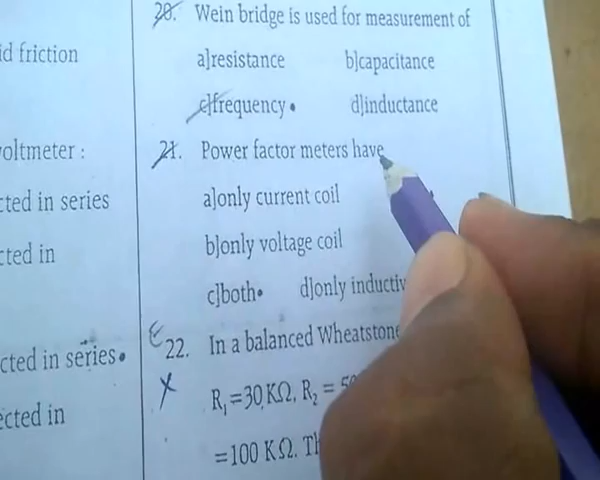 id friction
oltmeter :
cted in series
cted in
cted in series•
ected in
20. Wein bridge is used for measurement of
a]resistance b]capacitance
c]frequency • d]inductance
21. Power factor meters have
a]only current coil
b]only voltage coil
c]both• d]only inductiv
22. In a balanced Wheatstone
R₁=30 KΩ, R₂ = 50
=100 KΩ. Th